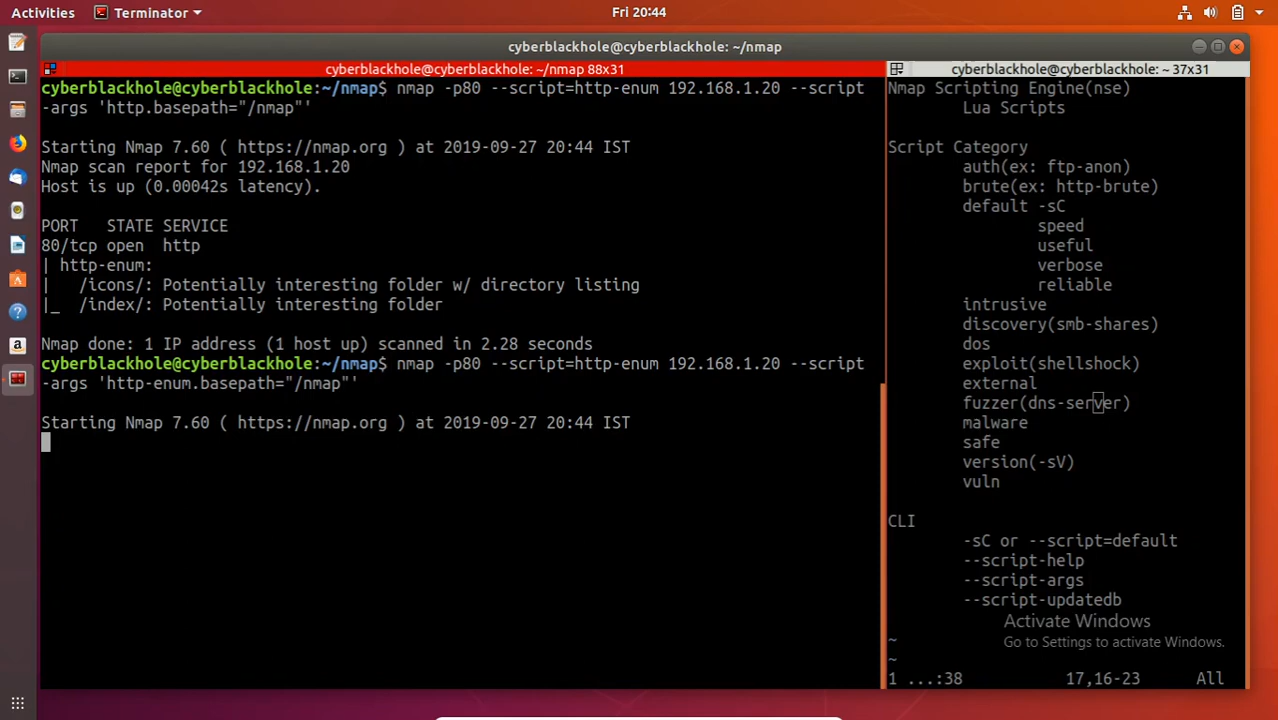 Activities Terminator Fri 20:44
cyberblackhole@cyberblackhole: ~/nmap
cyberblackhole@cyberblackhole: ~/nmap 88x31
cyberblackhole@cyberblackhole:~/nmap$ nmap -p80 --script=http-enum 192.168.1.20 --script
-args 'http.basepath="/nmap"'
Starting Nmap 7.60 ( https://nmap.org ) at 2019-09-27 20:44 IST
Nmap scan report for 192.168.1.20
Host is up (0.00042s latency).
PORT   STATE SERVICE
80/tcp open  http
| http-enum:
|   /icons/: Potentially interesting folder w/ directory listing
|_  /index/: Potentially interesting folder
Nmap done: 1 IP address (1 host up) scanned in 2.28 seconds
cyberblackhole@cyberblackhole:~/nmap$ nmap -p80 --script=http-enum 192.168.1.20 --script
-args 'http-enum.basepath="/nmap"'
Starting Nmap 7.60 ( https://nmap.org ) at 2019-09-27 20:44 IST
cyberblackhole@cyberblackhole: ~ 37x31
Nmap Scripting Engine(nse)
Lua Scripts
Script Category
auth(ex: ftp-anon)
brute(ex: http-brute)
default -sC
speed
useful
verbose
reliable
intrusive
discovery(smb-shares)
dos
exploit(shellshock)
external
fuzzer(dns-server)
malware
safe
version(-sV)
vuln
CLI
-sC or --script=default
--script-help
--script-args
--script-updatedb
Activate Windows
~
Go to Settings to activate Windows.
~
1 ...:38 17,16-23 All